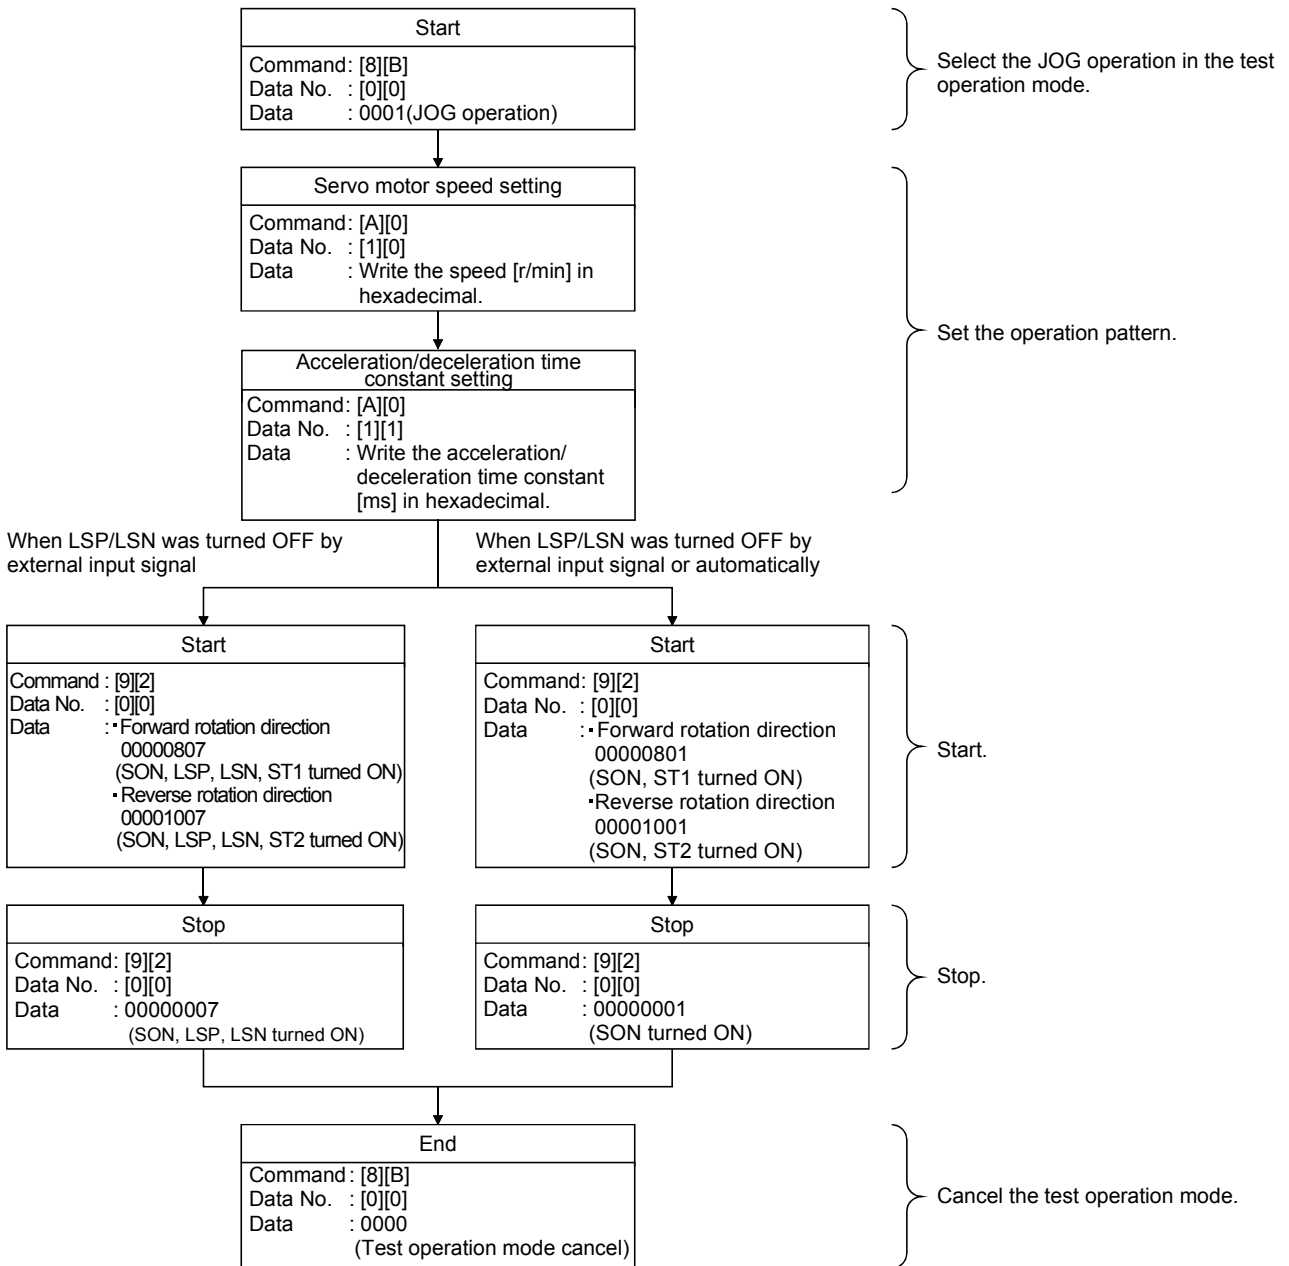 Start
Command: [8][B]
Data No. : [0][0]
Data : 0001(JOG operation)
Select the JOG operation in the test
operation mode.
Servo motor speed setting
Command: [A][0]
Data No. : [1][0]
Data : Write the speed [r/min] in
hexadecimal.
Acceleration/deceleration time
constant setting
Command: [A][0]
Data No. : [1][1]
Data : Write the acceleration/
deceleration time constant
[ms] in hexadecimal.
Set the operation pattern.
When LSP/LSN was turned OFF by
external input signal
When LSP/LSN was turned OFF by
external input signal or automatically
Start
Command : [9][2]
Data No. : [0][0]
Data : ▪Forward rotation direction
00000807
(SON, LSP, LSN, ST1 turned ON)
▪Reverse rotation direction
00001007
(SON, LSP, LSN, ST2 turned ON)
Start
Command: [9][2]
Data No. : [0][0]
Data : ▪Forward rotation direction
00000801
(SON, ST1 turned ON)
▪Reverse rotation direction
00001001
(SON, ST2 turned ON)
Start.
Stop
Command: [9][2]
Data No. : [0][0]
Data : 00000007
(SON, LSP, LSN turned ON)
Stop
Command: [9][2]
Data No. : [0][0]
Data : 00000001
(SON turned ON)
Stop.
End
Command: [8][B]
Data No. : [0][0]
Data : 0000
(Test operation mode cancel)
Cancel the test operation mode.